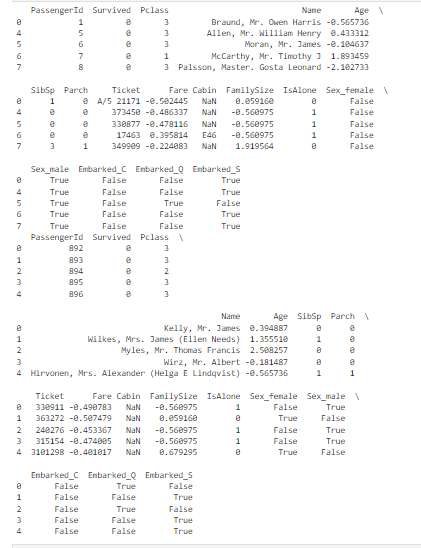 PassengerId Survived Pclass Name Age \
0 1 0 3 Braund, Mr. Owen Harris -0.565736
4 5 0 3 Allen, Mr. William Henry 0.433312
5 6 0 3 Moran, Mr. James -0.104637
6 7 0 1 McCarthy, Mr. Timothy J 1.893459
7 8 0 3 Palsson, Master. Gosta Leonard -2.102733
SibSp Parch Ticket Fare Cabin FamilySize IsAlone Sex_female \
0 1 0 A/5 21171 -0.502445 NaN 0.059160 0 False
4 0 0 373450 -0.486337 NaN -0.560975 1 False
5 0 0 330877 -0.478116 NaN -0.560975 1 False
6 0 0 17463 0.395814 E46 -0.560975 1 False
7 3 1 349909 -0.224083 NaN 1.919564 0 False
Sex_male Embarked_C Embarked_Q Embarked_S
0 True False False True
4 True False False True
5 True False True False
6 True False False True
7 True False False True
PassengerId Survived Pclass \
0 892 0 3
1 893 0 3
2 894 0 2
3 895 0 3
4 896 0 3
Name Age SibSp Parch \
0 Kelly, Mr. James 0.394887 0 0
1 Wilkes, Mrs. James (Ellen Needs) 1.355510 1 0
2 Myles, Mr. Thomas Francis 2.508257 0 0
3 Wirz, Mr. Albert -0.181487 0 0
4 Hirvonen, Mrs. Alexander (Helga E Lindqvist) -0.565736 1 1
Ticket Fare Cabin FamilySize IsAlone Sex_female Sex_male \
0 330911 -0.490783 NaN -0.560975 1 False True
1 363272 -0.507479 NaN 0.059160 0 True False
2 240276 -0.453367 NaN -0.560975 1 False True
3 315154 -0.474005 NaN -0.560975 1 False True
4 3101298 -0.401017 NaN 0.679295 0 True False
Embarked_C Embarked_Q Embarked_S
0 False True False
1 False False True
2 False True False
3 False False True
4 False False True